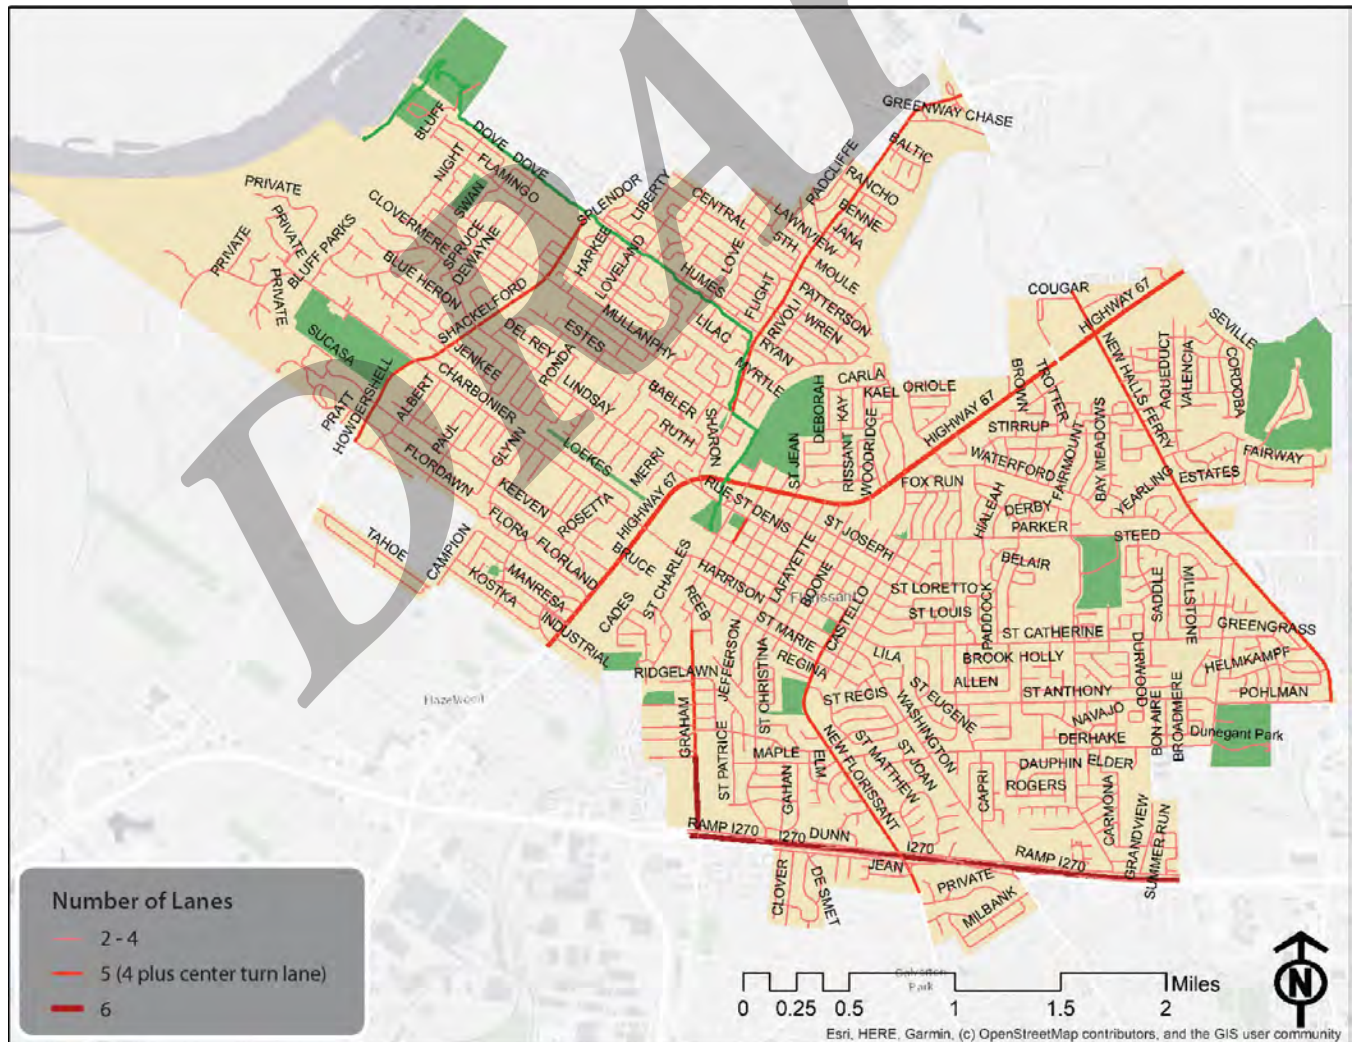 DRAFT
GREENWAY CHASE
BLUFF
DOVE
DOVE
BALTIC
NIGHT
FLAMINGO
RADCLIFFE
RANCHO
PRIVATE
SWAN
SPLENDOR
LIBERTY
CENTRAL
LAWNVIEW
BENNE
JANA
CLOVERMERE
SPRUCE
DEWAYNE
HARKEE
LOVE
5TH
PRIVATE
PRIVATE
BLUFF PARKS
BLUE HERON
LOVELAND
HUMES
FLIGHT
MOULE
PRIVATE
COUGAR
HIGHWAY 67
SHACKELFORD
MULLANPHY
LILAC
RIVOLI
PATTERSON
WREN
SEVILLE
SUCASA
DEL REY
ESTES
RYAN
NEW HALLS FERRY
JENKEE
RONDA
MYRTLE
AQUEDUCT
VALENCIA
CORDOBA
CHARBONIER
LINDSAY
BABLER
CARLA
KAEL
ORIOLE
BROWN
TROTTER
PRATT
HOWDERSHELL
ALBERT
SHARON
DEBORAH
KAY
HIGHWAY 67
STIRRUP
PAUL
GLYNN
LOEKES
RUTH
MERRI
ST JEAN
RISSANT
WOODRIDGE
WATERFORD
FAIRMOUNT
BAY MEADOWS
FAIRWAY
FLORDAWN
KEEVEN
ROSETTA
HIGHWAY 67
RUE ST DENIS
FOX RUN
YEARLING
ESTATES
TAHOE
CAMPION
FLORA
FLORLAND
BRUCE
ST JOSEPH
HIALEAH
DERBY
PARKER
STEED
KOSTKA
MANRESA
ST CHARLES
HARRISON
LAFAYETTE
BOONE
BELAIR
INDUSTRIAL
CADES
REEB
Florissant
CASTELLO
ST LORETTO
ST LOUIS
PADDOCK
SADDLE
MILLSTONE
ST MARIE
ST CATHERINE
GREENGRASS
RIDGELAWN
JEFFERSON
ST CHRISTINA
REGINA
LILA
BROOK HOLLY
DURWOOD
HELMKAMPF
Hazelwood
ST REGIS
ST EUGENE
ALLEN
ST ANTHONY
POHLMAN
GRAHAM
WASHINGTON
NAVAJO
BON AIRE
BROADMERE
Dunegant Park
ST PATRICE
MAPLE
ELM
NEW FLORISSANT
ST MATTHEW
ST JOAN
DERHAKE
GAHAN
CAPRI
DAUPHIN
ELDER
ROGERS
CARMONA
RAMP I270
I270
DUNN
I270
RAMP I270
GRANDVIEW
SUMMER RUN
JEAN
CLOVER
DE SMET
PRIVATE
MILBANK
Number of Lanes
2 - 4
5 (4 plus center turn lane)
6
Calverton
Park
N
Miles
0 0.25 0.5 1 1.5 2
Esri, HERE, Garmin, (c) OpenStreetMap contributors, and the GIS user community